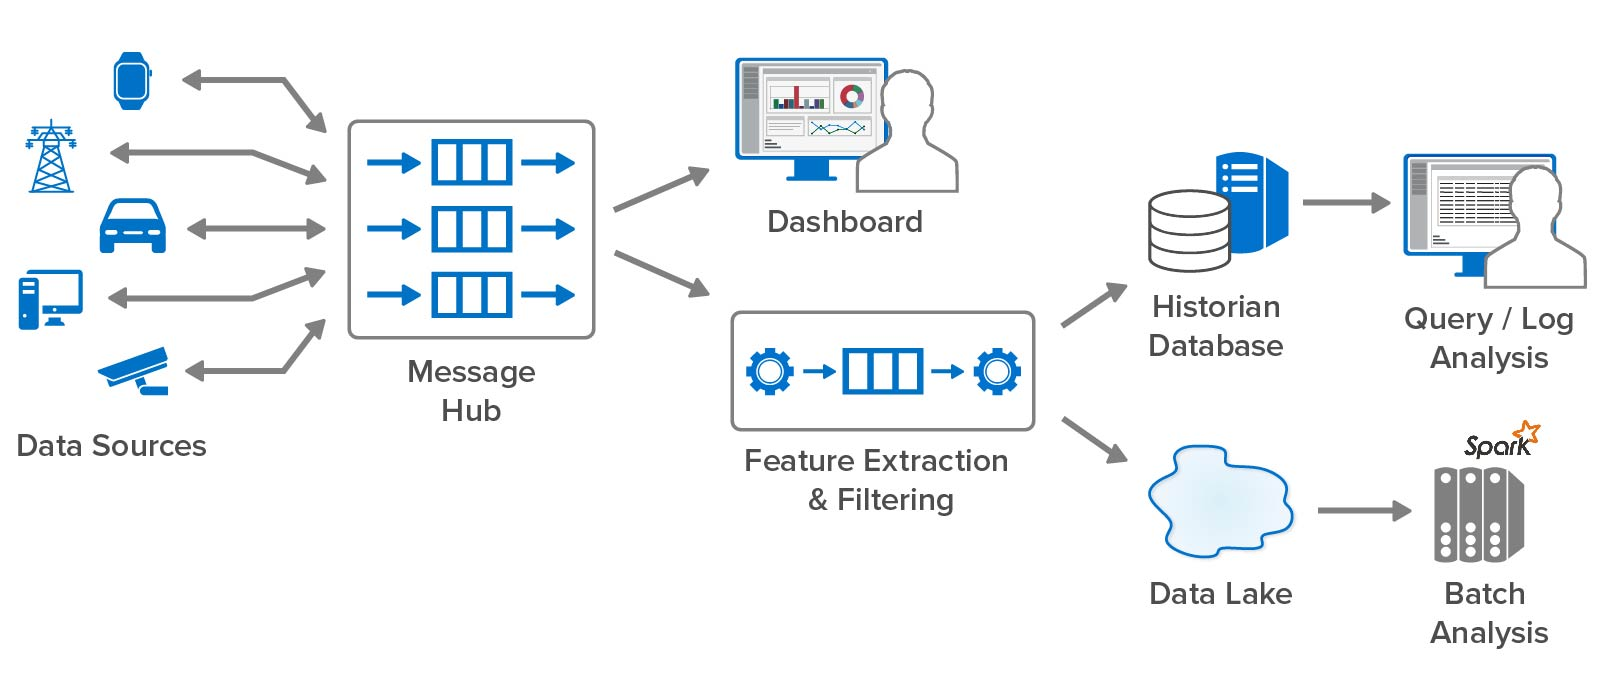 Data Sources
Message
Hub
Dashboard
Feature Extraction
& Filtering
Historian
Database
Query / Log
Analysis
Data Lake
Spark
Batch
Analysis